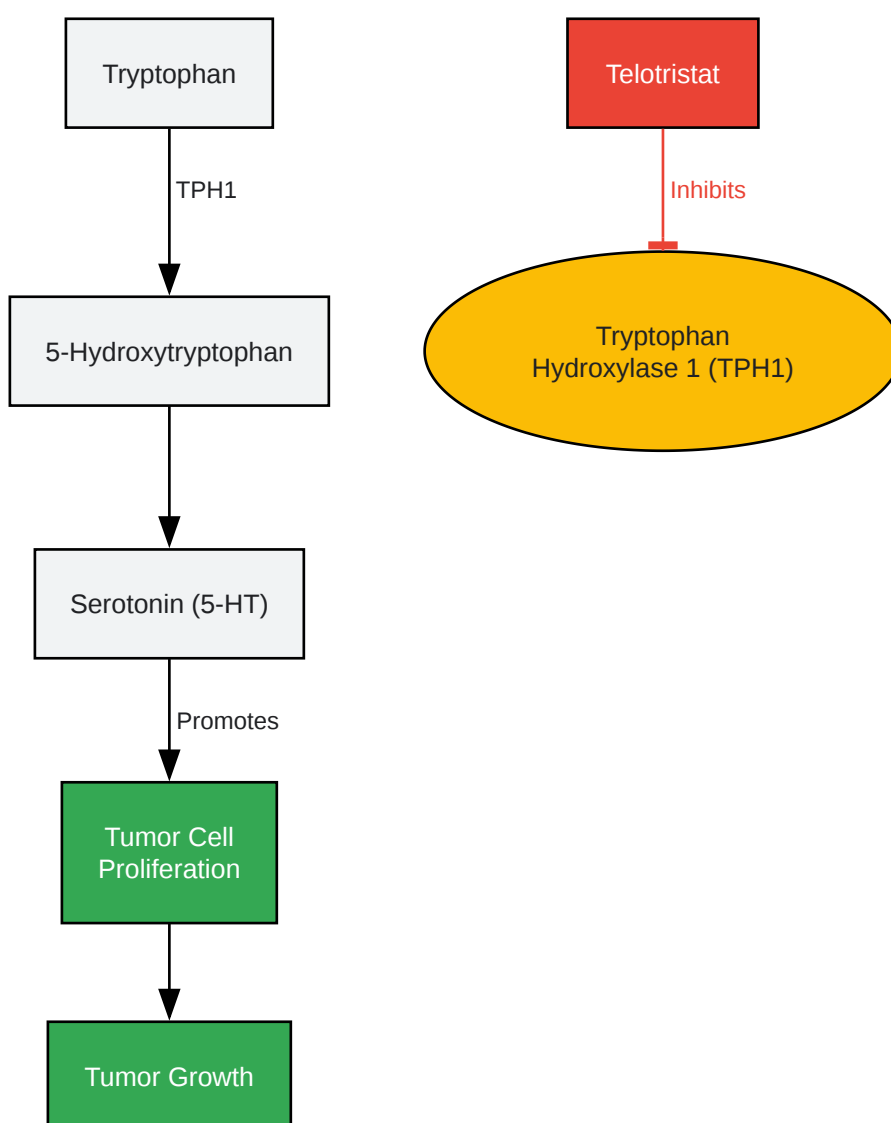 Tryptophan
Telotristat
TPH1
Inhibits
5-Hydroxytryptophan
Tryptophan
Hydroxylase 1 (TPH1)
Serotonin (5-HT)
Promotes
Tumor Cell
Proliferation
Tumor Growth